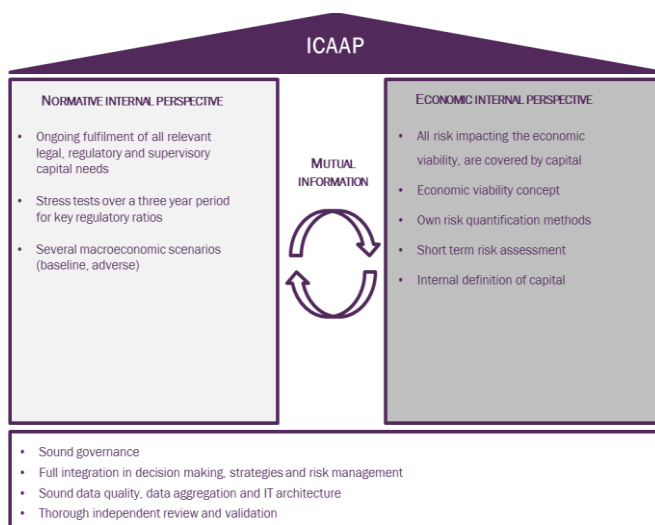 ICAAP
NORMATIVE INTERNAL PERSPECTIVE
• Ongoing fulfilment of all relevant
legal, regulatory and supervisory
capital needs
• Stress tests over a three year period
for key regulatory ratios
• Several macroeconomic scenarios
(baseline, adverse)
MUTUAL
INFORMATION
ECONOMIC INTERNAL PERSPECTIVE
• All risk impacting the economic
viability, are covered by capital
• Economic viability concept
• Own risk quantification methods
• Short term risk assessment
• Internal definition of capital
• Sound governance
• Full integration in decision making, strategies and risk management
• Sound data quality, data aggregation and IT architecture
• Thorough independent review and validation